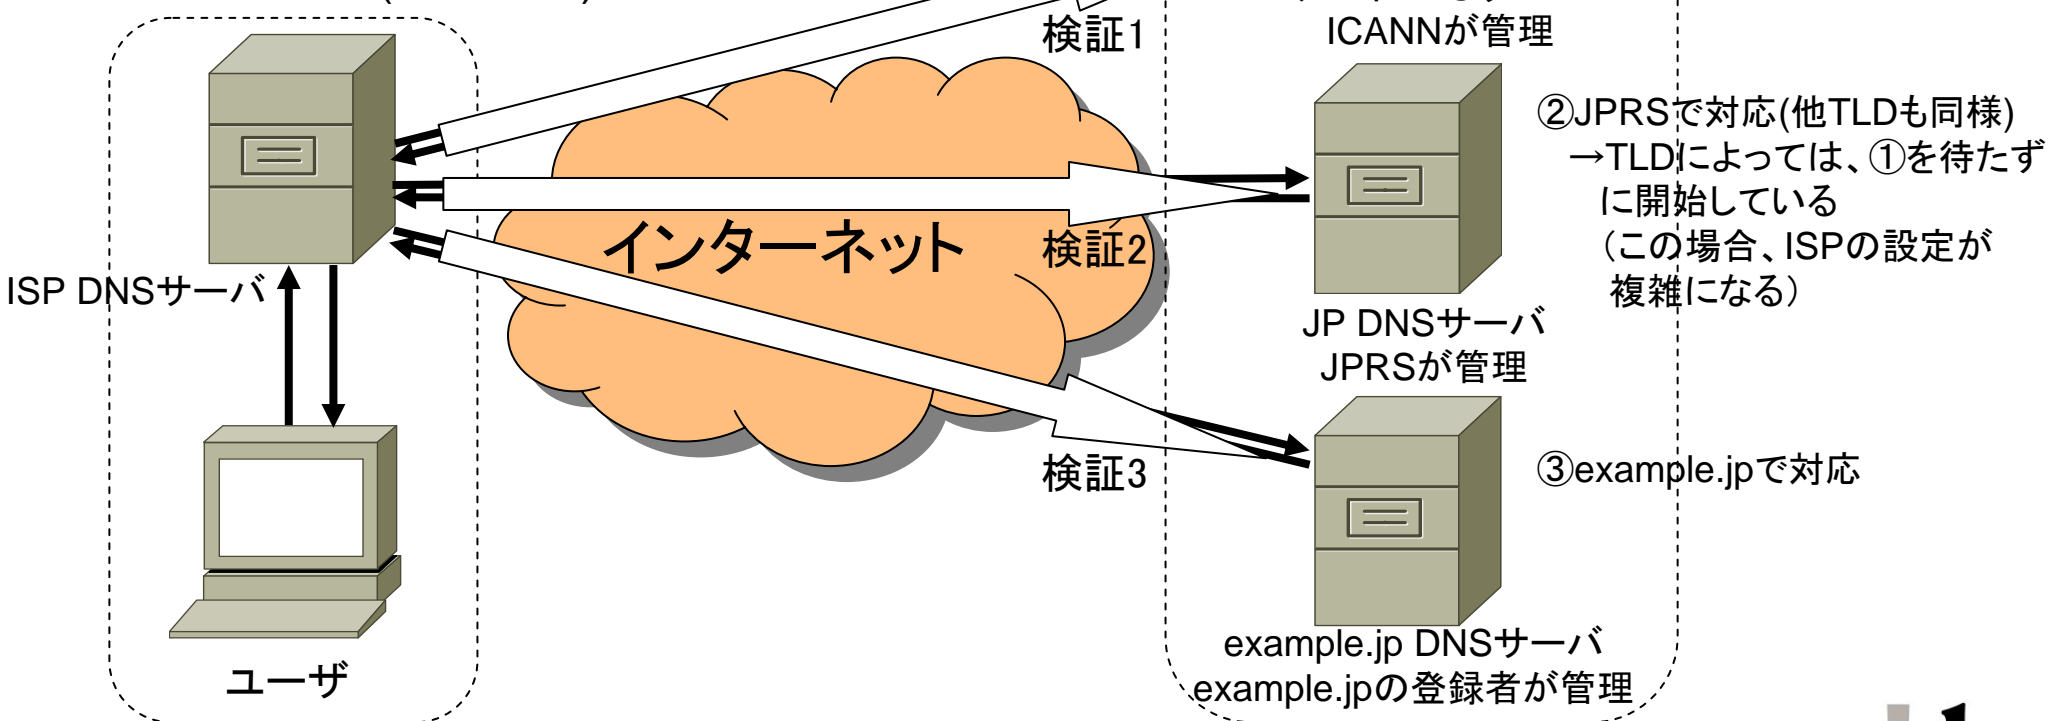 検証1
ICANNが管理
②JPRSで対応(他TLDも同様)
→TLDによっては、①を待たず
に開始している
（この場合、ISPの設定が
複雑になる）
インターネット
検証2
ISP DNSサーバ
JP DNSサーバ
JPRSが管理
検証3
③example.jpで対応
ユーザ
example.jp DNSサーバ
example.jpの登録者が管理